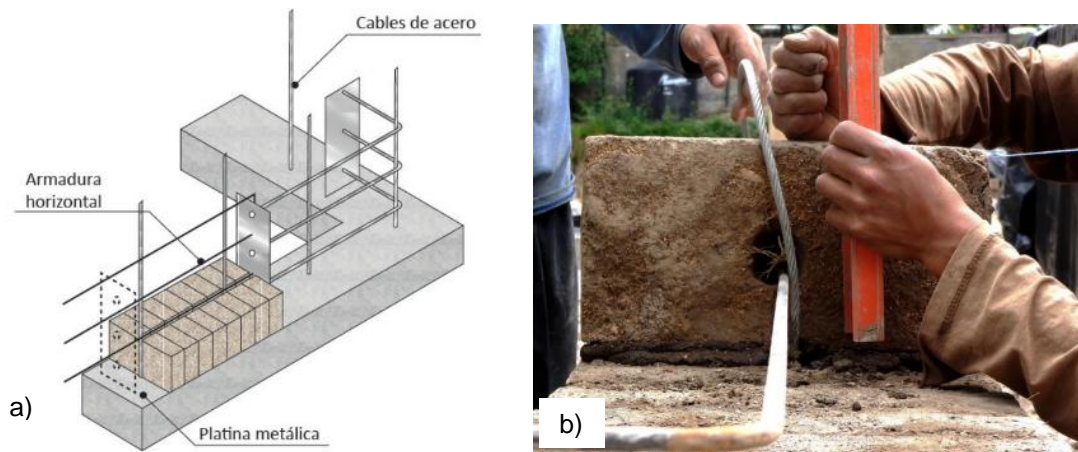 Cables de acero
Armadura
horizontal
a)
Platina metálica
b)